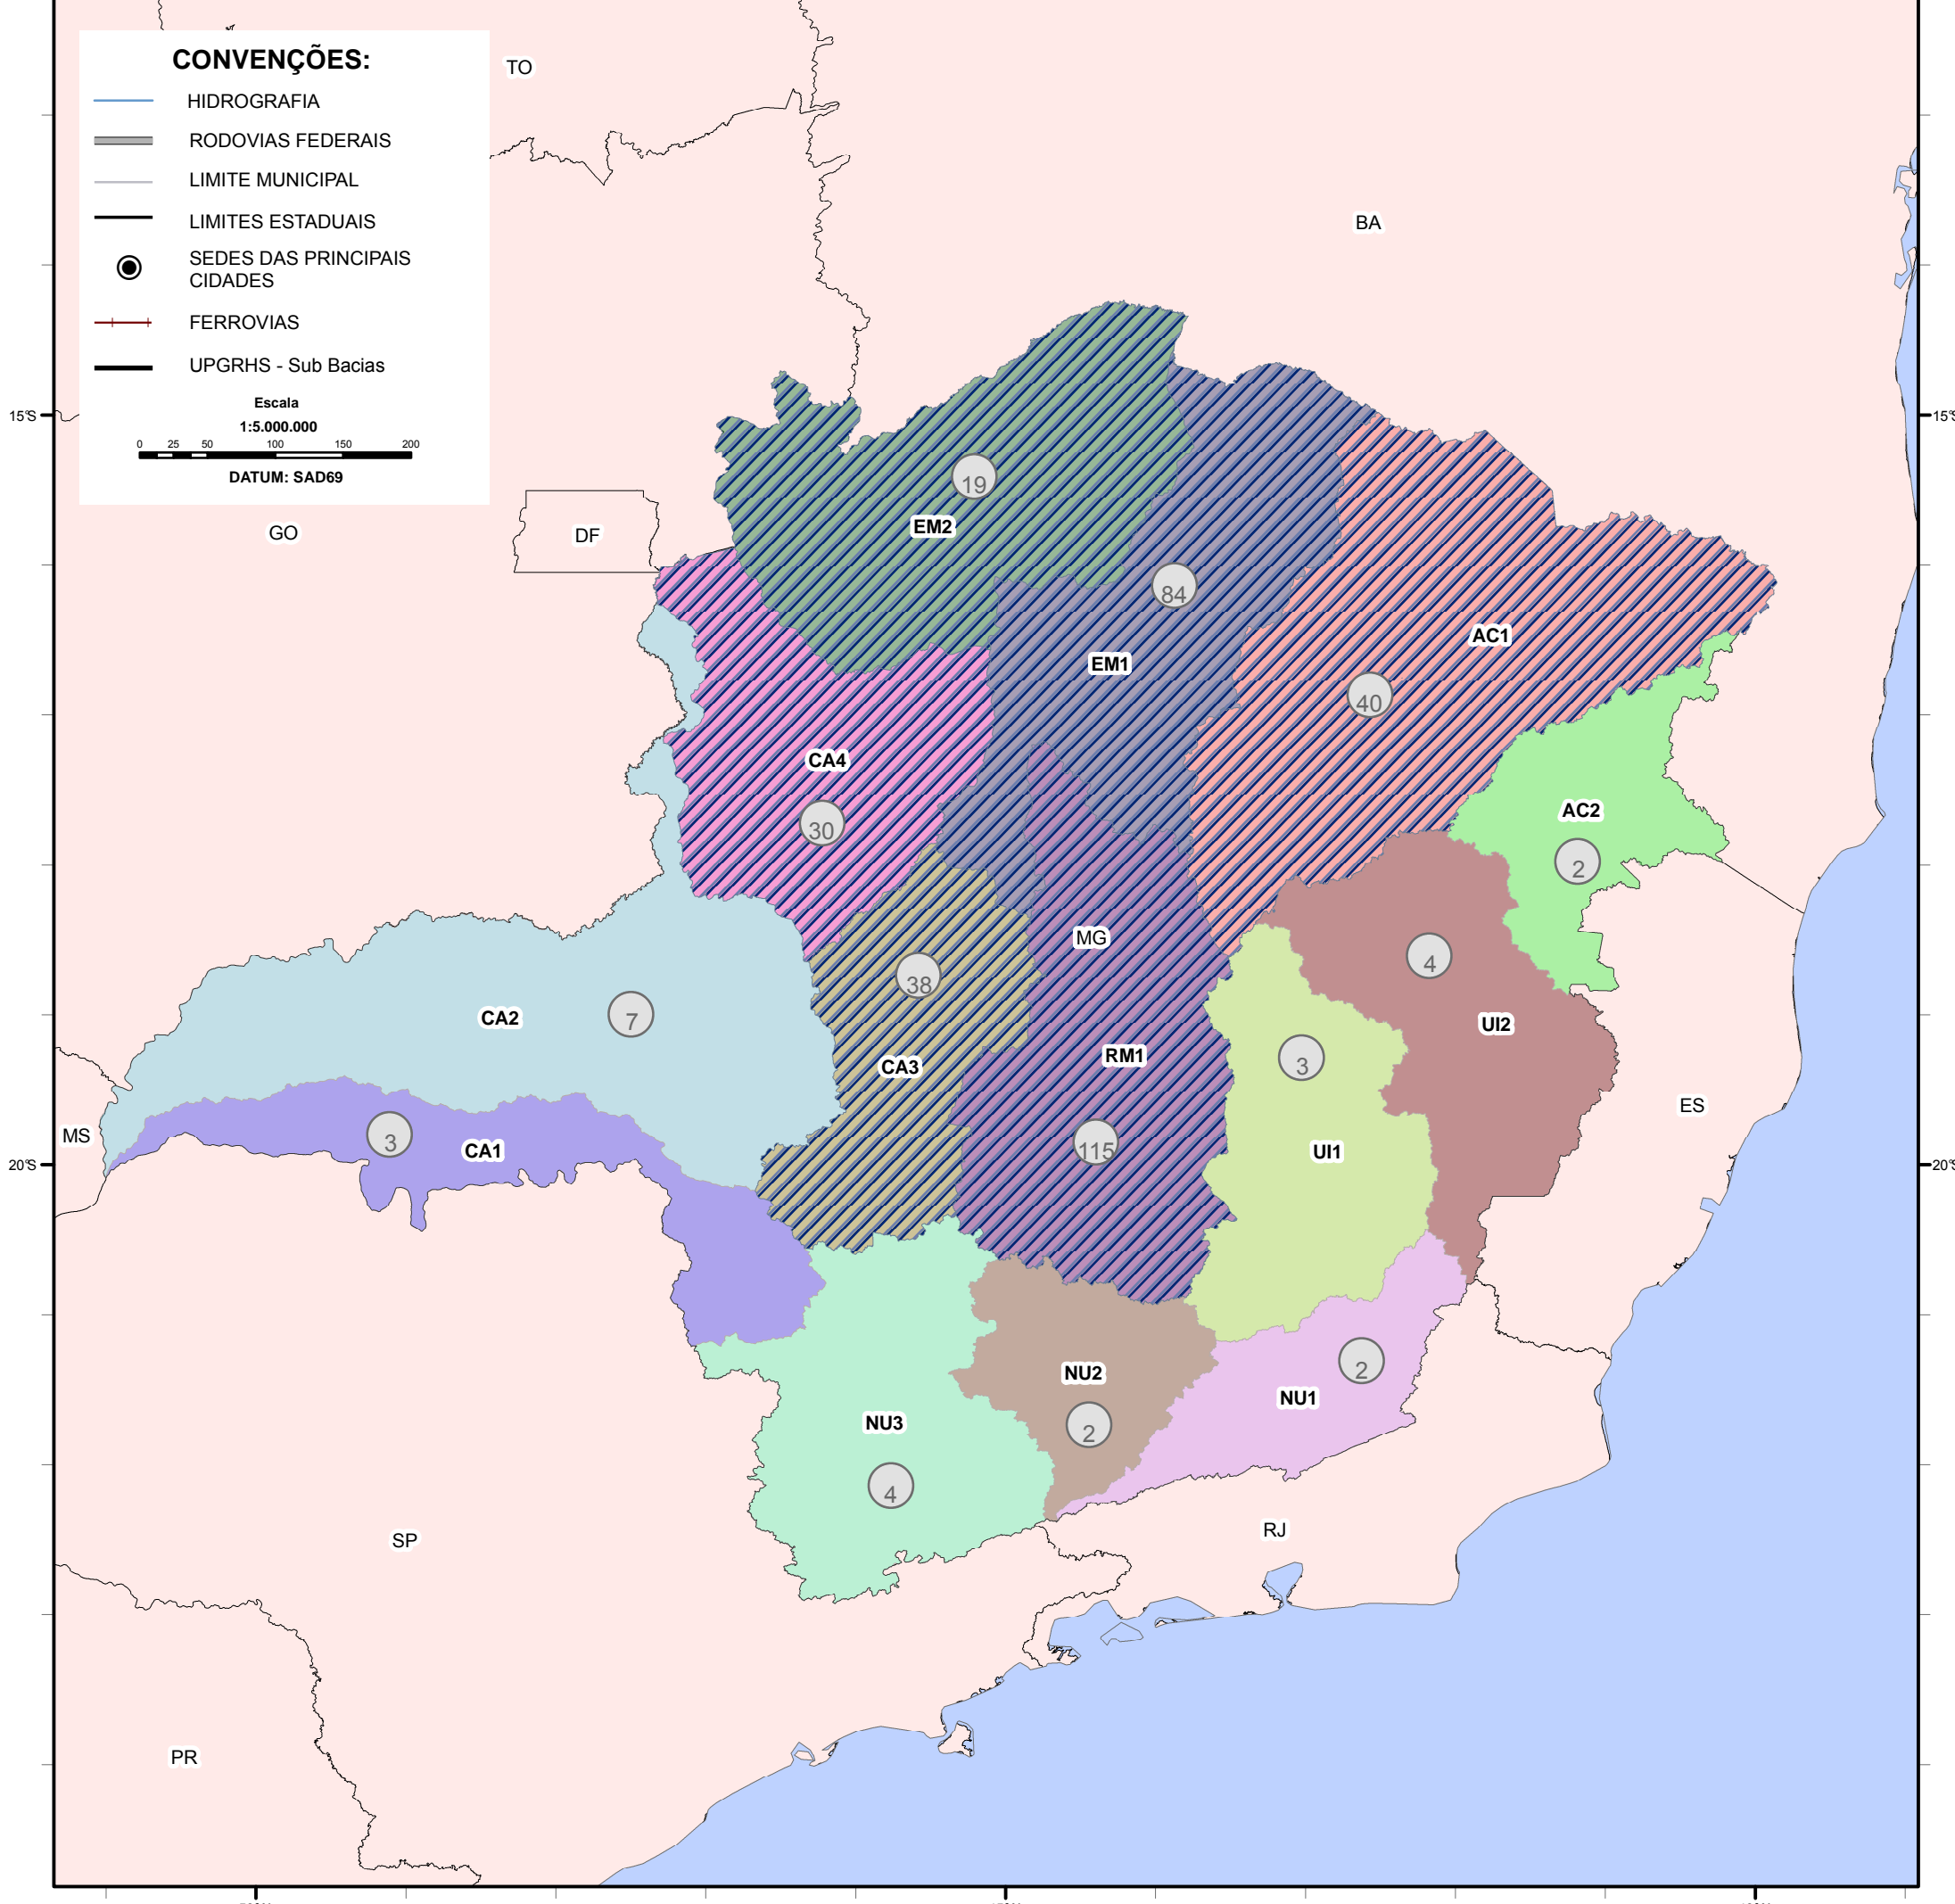 CONVENÇÕES:
HIDROGRAFIA
RODOVIAS FEDERAIS
LIMITE MUNICIPAL
LIMITES ESTADUAIS
SEDES DAS PRINCIPAIS
CIDADES
FERROVIAS
UPGRHS - Sub Bacias
Escala
1:5.000.000
0 25 50 100 150 200
DATUM: SAD69
TO
BA
15°S
15°S
19
GO
DF
EM2
84
AC1
EM1
40
CA4
AC2
30
2
MG
4
38
CA2
7
UI2
RM1
3
CA3
ES
MS
3
CA1
115
UI1
20°S
20°S
2
NU2
NU1
NU3
2
4
RJ
SP
PR